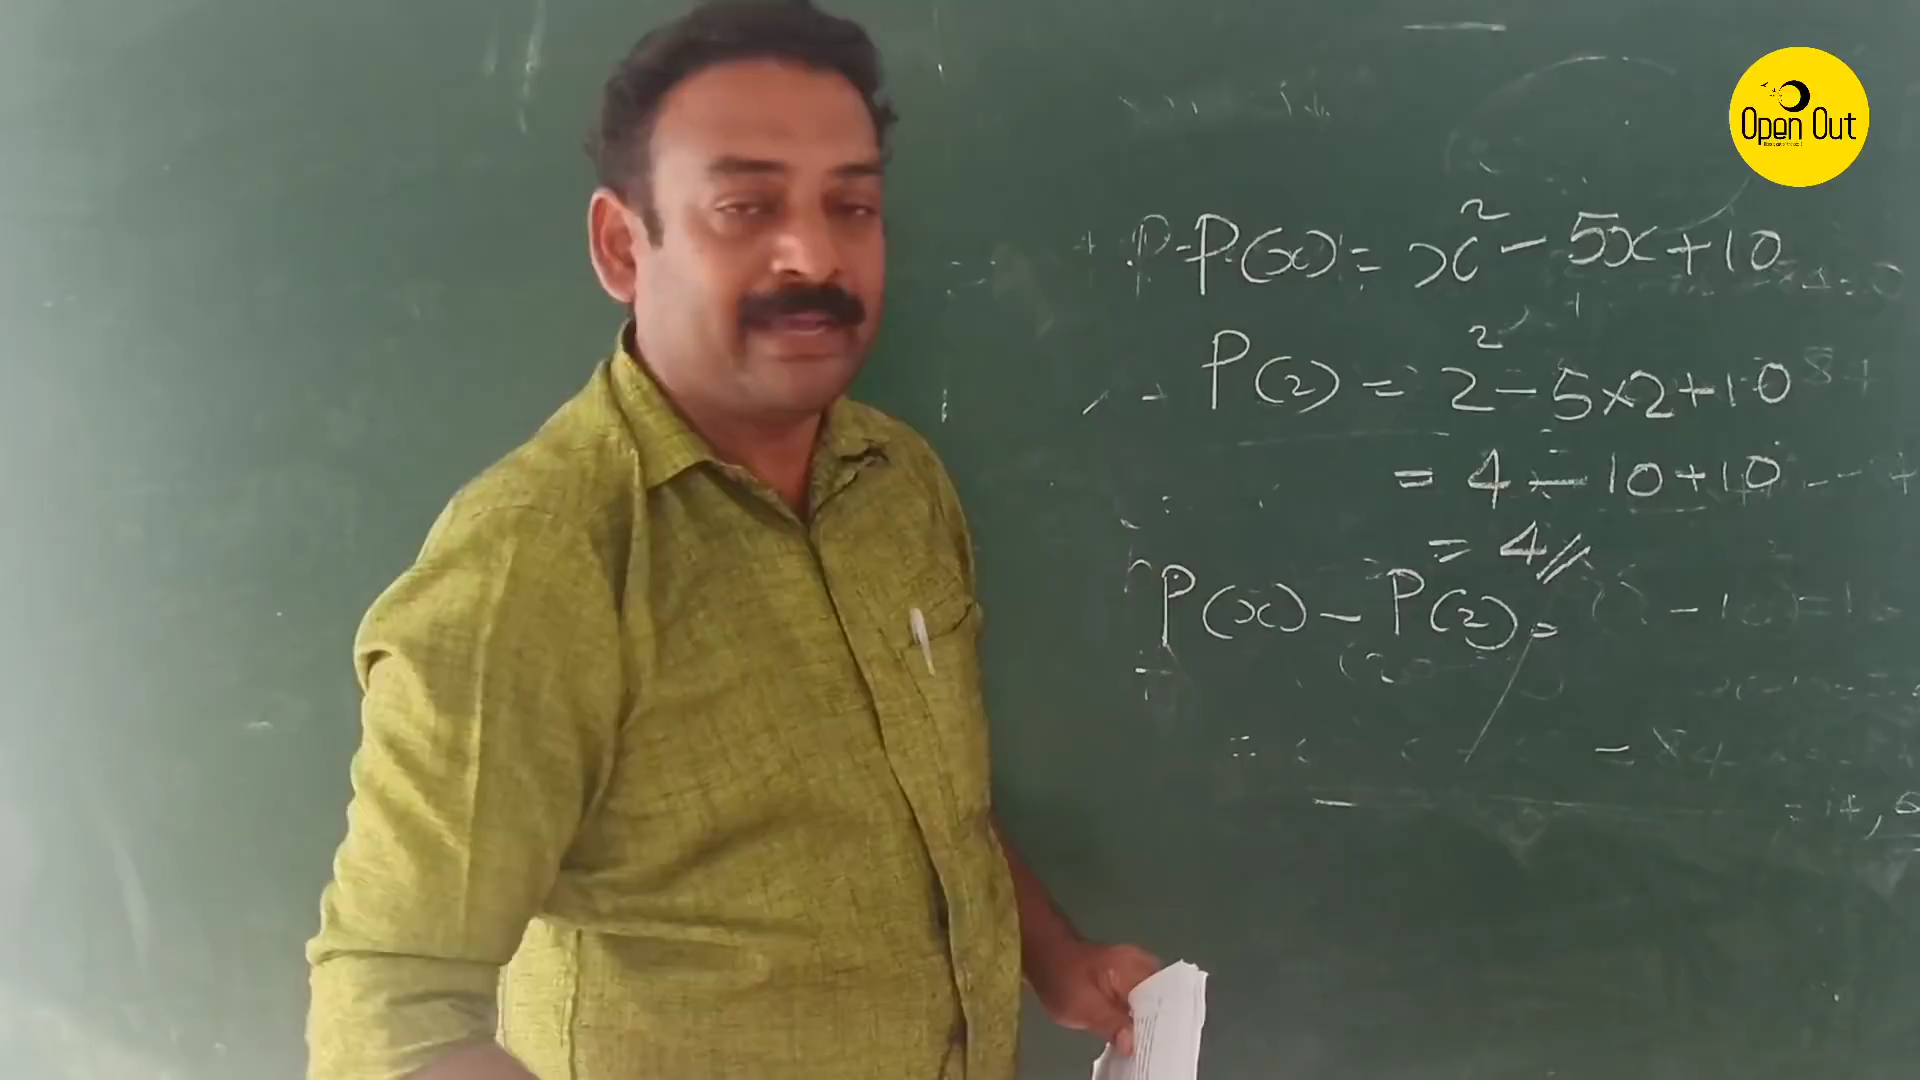 Open Out
P(x) = x² - 5x + 10
P(2) = 2² - 5×2 + 10
= 4 - 10 + 10
= 4 //
P(x) - P(2) =